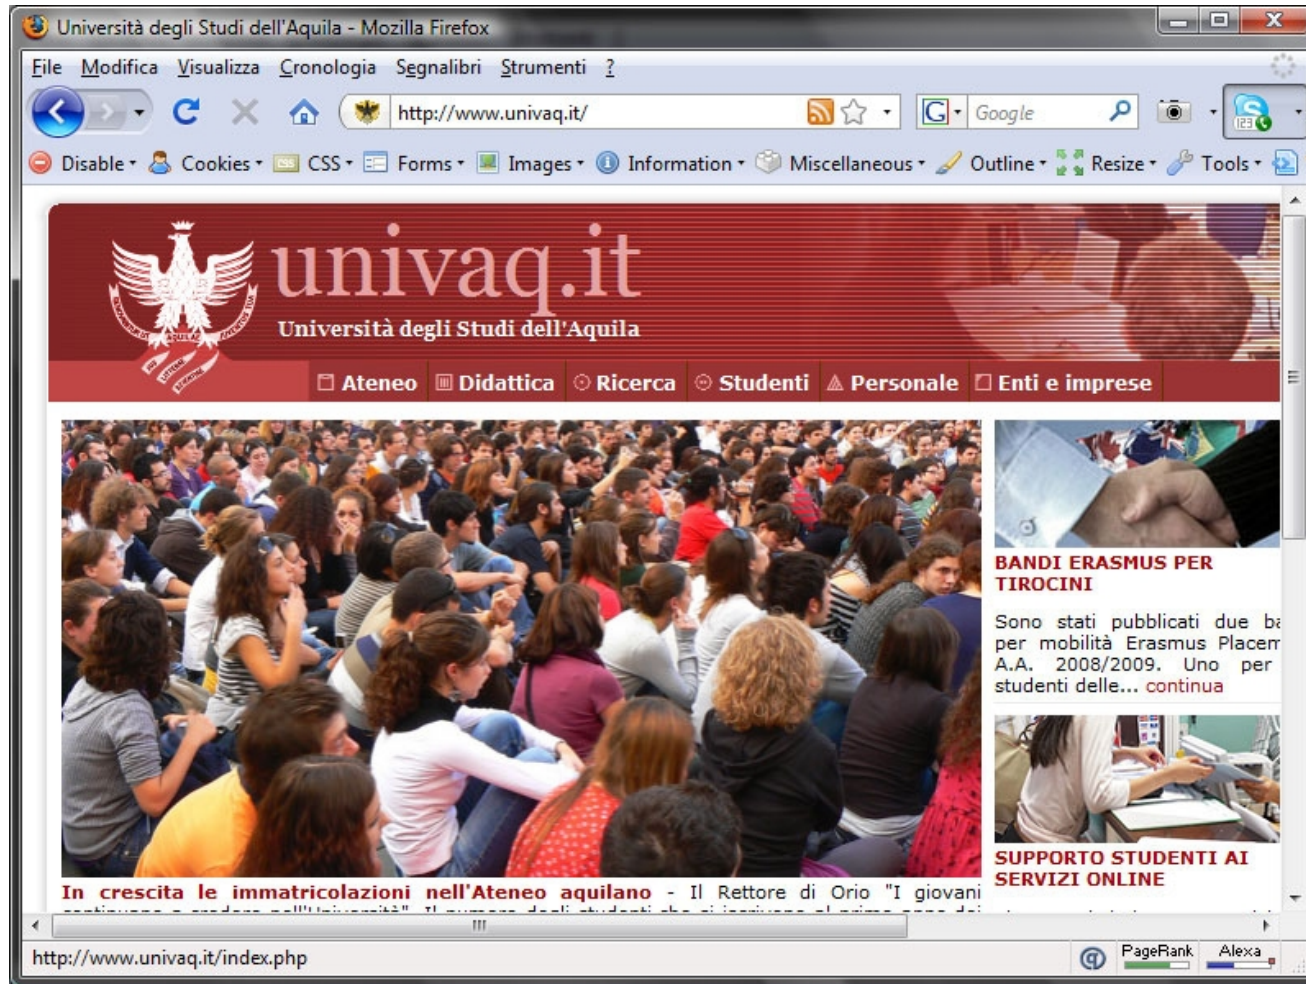 Università degli Studi dell'Aquila - Mozilla Firefox
File Modifica Visualizza Cronologia Segnalibri Strumenti ?
http://www.univaq.it/ G Google 123
Disable Cookies CSS CSS Forms Images Information Miscellaneous Outline Resize Tools
univaq.it
Università degli Studi dell'Aquila
Ateneo Didattica Ricerca Studenti Personale Enti e imprese
BANDI ERASMUS PER
TIROCINI
Sono stati pubblicati due ba
per mobilità Erasmus Placem
A.A. 2008/2009. Uno per
studenti delle... continua
SUPPORTO STUDENTI AI
SERVIZI ONLINE
In crescita le immatricolazioni nell'Ateneo aquilano - Il Rettore di Orio "I giovani
http://www.univaq.it/index.php
PageRank Alexa